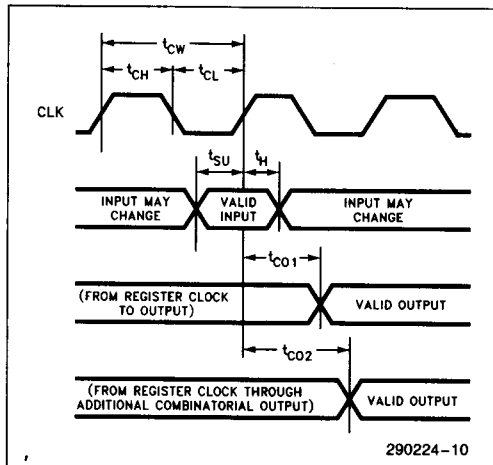 tCW
tCH
tCL
CLK
tSU
tH
INPUT MAY
CHANGE
VALID
INPUT
INPUT MAY
CHANGE
tCO1
(FROM REGISTER CLOCK
TO OUTPUT)
VALID OUTPUT
tCO2
(FROM REGISTER CLOCK THROUGH
ADDITIONAL COMBINATORIAL OUTPUT)
VALID OUTPUT
290224-10